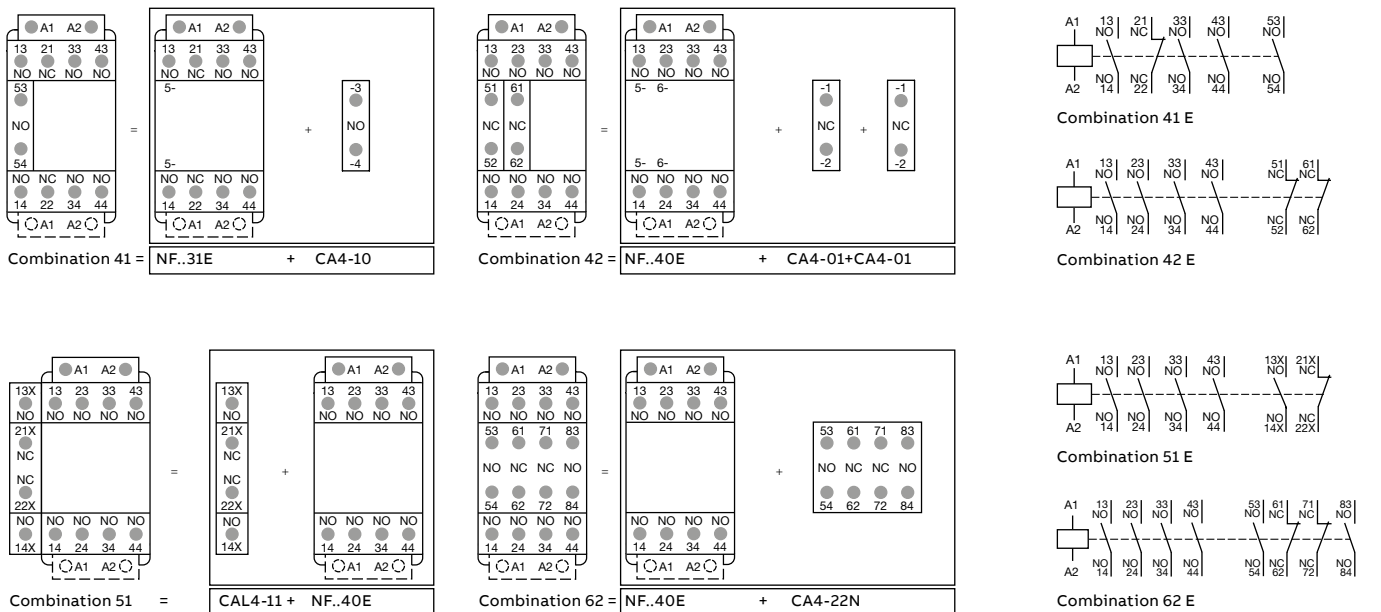 A1 A2
13 21 33 43
NO NC NO NO
53
NO
54
NO NC NO NO
14 22 34 44
A1 A2
=
A1 A2
13 21 33 43
NO NC NO NO
5-
5-
NO NC NO NO
14 22 34 44
A1 A2
+
-3
NO
-4
Combination 41 = NF..31E + CA4-10
A1 A2
13 23 33 43
NO NO NO NO
51 61
NC NC
52 62
NO NO NO NO
14 24 34 44
A1 A2
=
A1 A2
13 23 33 43
NO NO NO NO
5- 6-
5- 6-
NO NO NO NO
14 24 34 44
A1 A2
+
-1
NC
-2
+
-1
NC
-2
Combination 42 = NF..40E + CA4-01+CA4-01
A1 13 21 33 43 53
NO NC NO NO NO
NO NC NO NO NO
A2 14 22 34 44 54
Combination 41 E
A1 13 23 33 43 51 61
NO NO NO NO NC NC
NO NO NO NO NC NC
A2 14 24 34 44 52 62
Combination 42 E
A1 A2
13X 13 23 33 43
NO NO NO NO NO
21X
NC
NC
22X
NO NO NO NO NO
14X 14 24 34 44
A1 A2
=
13X
NO
21X
NC
NC
22X
NO
14X
+
A1 A2
13 23 33 43
NO NO NO NO
NO NO NO NO
14 24 34 44
A1 A2
Combination 51 = CAL4-11 + NF..40E
A1 A2
13 23 33 43
NO NO NO NO
53 61 71 83
NO NC NC NO
54 62 72 84
NO NO NO NO
14 24 34 44
A1 A2
=
A1 A2
13 23 33 43
NO NO NO NO
NO NO NO NO
14 24 34 44
A1 A2
+
53 61 71 83
NO NC NC NO
54 62 72 84
Combination 62 = NF..40E + CA4-22N
A1 13 23 33 43 13X 21X
NO NO NO NO NO NC
NO NO NO NO NO NC
A2 14 24 34 44 14X 22X
Combination 51 E
A1 13 23 33 43 53 61 71 83
NO NO NO NO NO NC NC NO
NO NO NO NO NO NC NC NO
A2 14 24 34 44 54 62 72 84
Combination 62 E